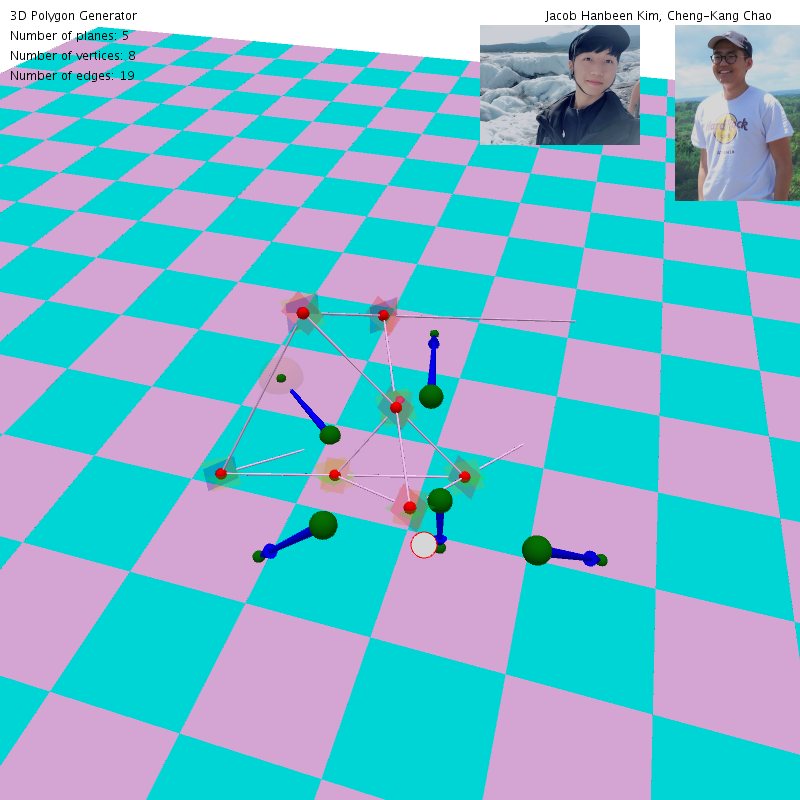 3D Polygon Generator
Jacob Hanbeen Kim, Cheng-Kang Chao
Number of planes: 5
Number of vertices: 8
Number of edges: 19